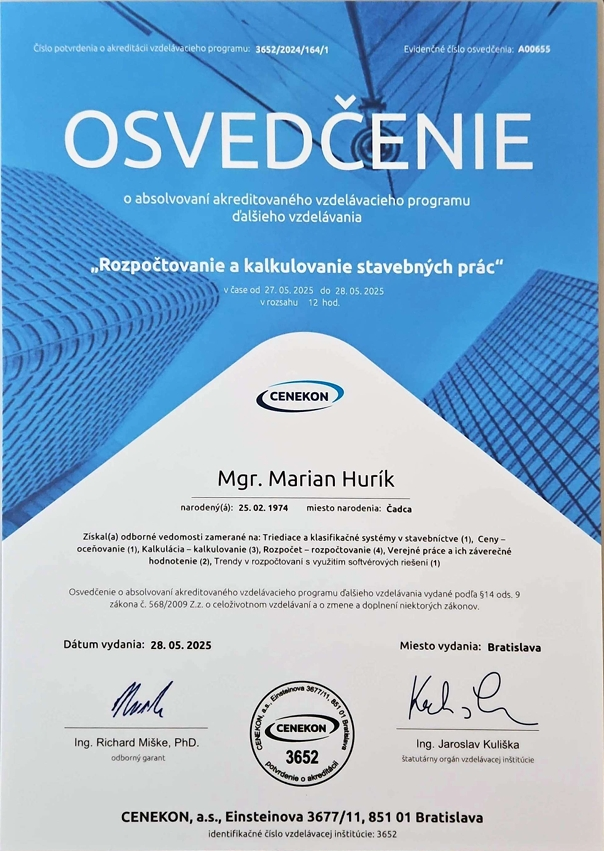 Číslo potvrdenia o akreditácií vzdelávacieho programu: 3652/2024/164/1
Evidenčné číslo osvedčenia: A00655
OSVEDČENIE
o absolvovaní akreditovaného vzdelávacieho programu
ďalšieho vzdelávania
„Rozpočtovanie a kalkulovanie stavebných prác“
v čase od 27. 05. 2025 do 28. 05. 2025
v rozsahu 12 hod.
CENEKON
Mgr. Marian Hurík
narodený(á): 25. 02. 1974 miesto narodenia: Čadca
Získal(a) odborné vedomosti zamerané na: Triediace a klasifikačné systémy v stavebníctve (1), Ceny –
oceňovanie (1), Kalkulácia – kalkulovanie (3), Rozpočet – rozpočtovanie (4), Verejné práce a ich záverečné
hodnotenie (2), Trendy v rozpočtovaní s využitím softvérových riešení (1)
Osvedčenie o absolvovaní akreditovaného vzdelávacieho programu ďalšieho vzdelávania vydané podľa §14 ods. 9
zákona č. 568/2009 Z.z. o celoživotnom vzdelávaní a o zmene a doplnení niektorých zákonov.
Dátum vydania: 28. 05. 2025
Miesto vydania: Bratislava
Ing. Richard Miške, PhD.
odborný garant
CENEKON, a.s., Einsteinova 3677/11, 851 01 Bratislava
CENEKON
3652
potvrdenie o akreditácií
Ing. Jaroslav Kuliška
štatutárny orgán vzdelávacej inštitúcie
CENEKON, a.s., Einsteinova 3677/11, 851 01 Bratislava
identifikačné číslo vzdelávacej inštitúcie: 3652